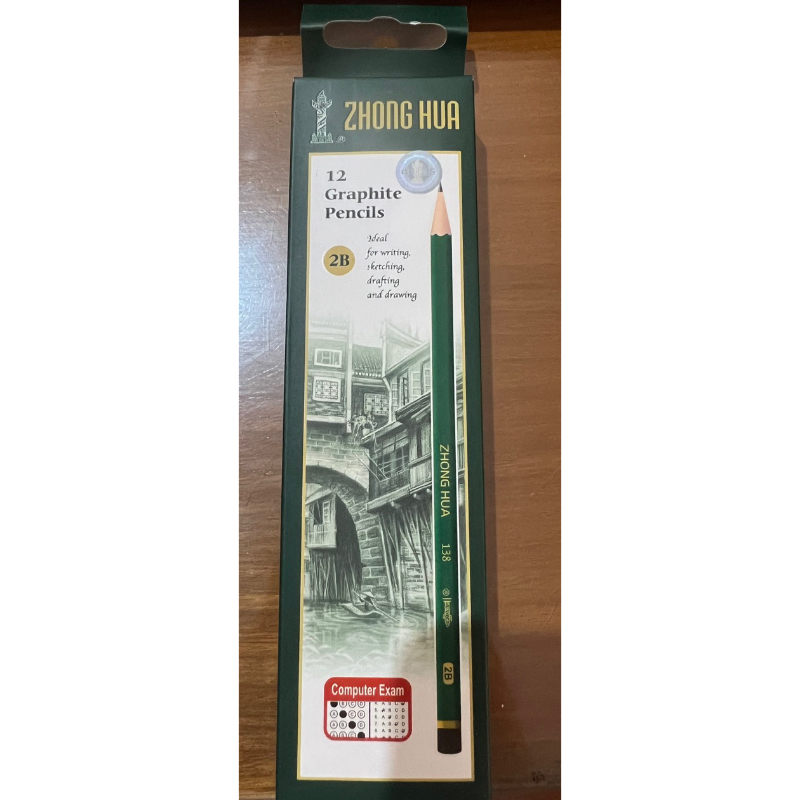 ZHONG HUA
12
Graphite
Pencils
2B
Ideal
for writing,
sketching,
drafting
and drawing
ZHONG HUA 138 2B
Computer Exam